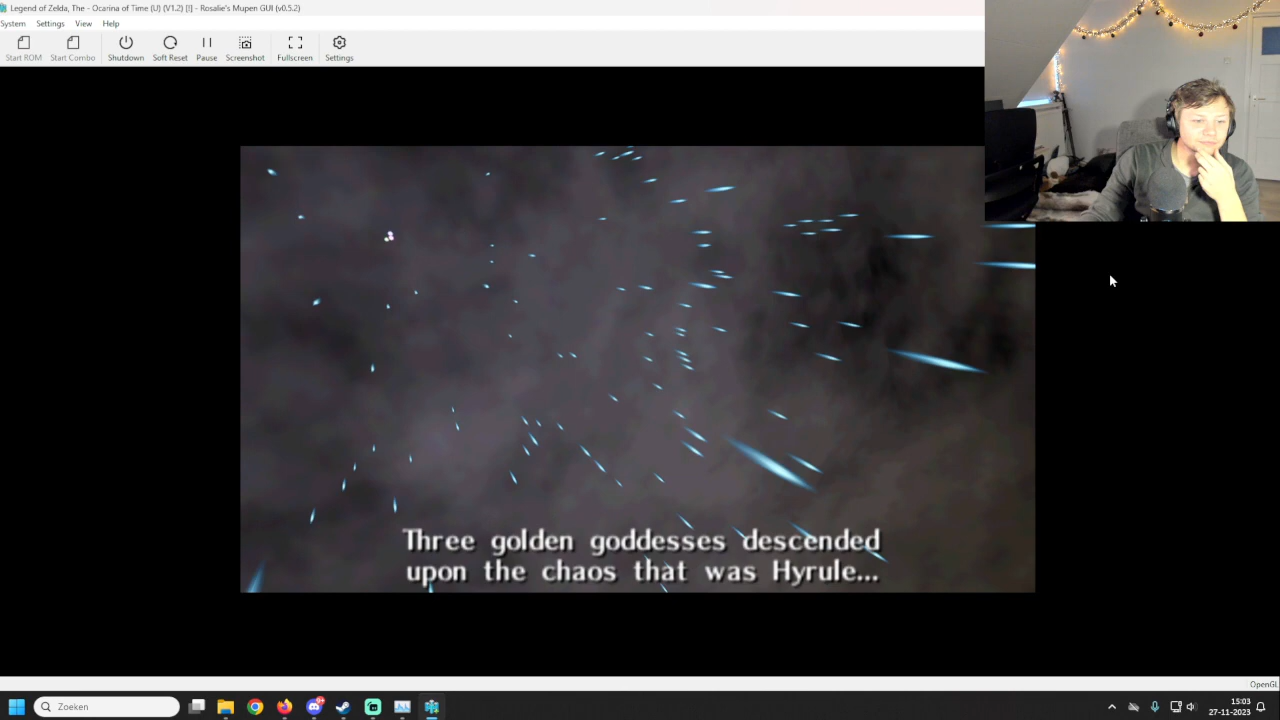 Legend of Zelda, The - Ocarina of Time (U) (V1.2) [!] - Rosalie's Mupen GUI (v0.5.2)
System Settings View Help
Start ROM Start Combo Shutdown Soft Reset Pause Screenshot Fullscreen Settings
Three golden goddesses descended
upon the chaos that was Hyrule...
OpenGL
Zoeken
15:03
27-11-2023